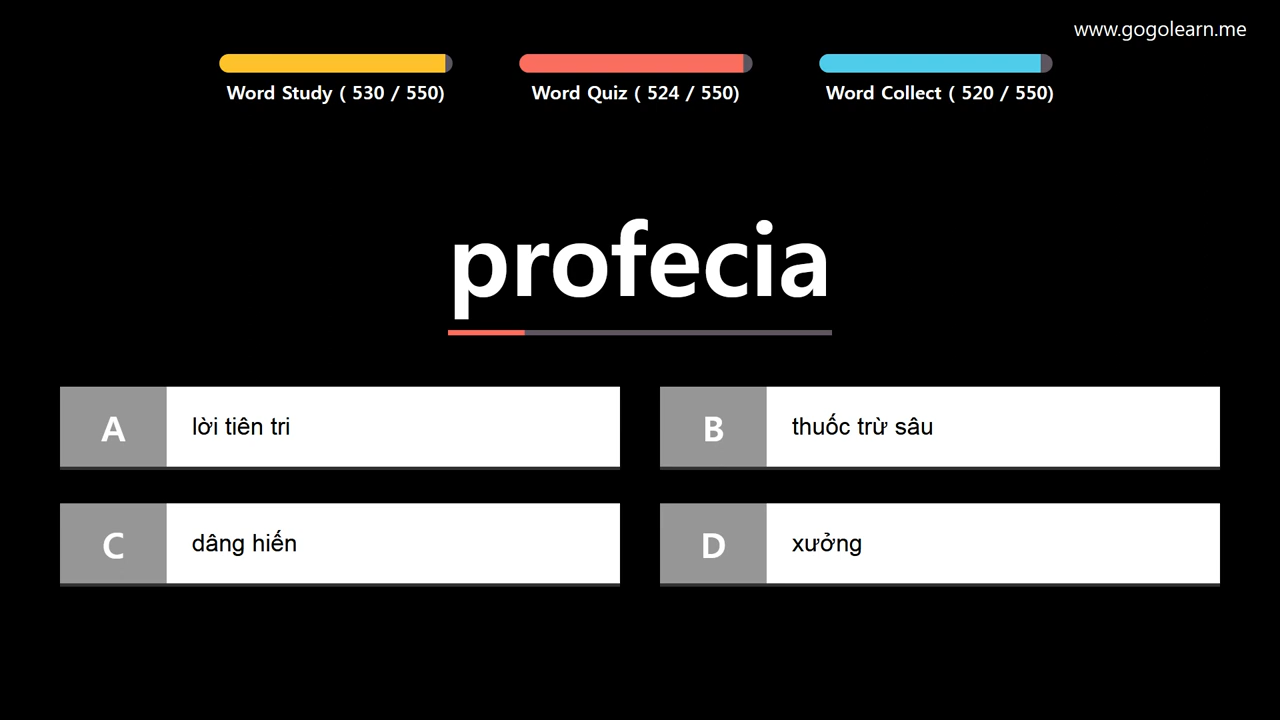 www.gogolearn.me
Word Study ( 530 / 550)
Word Quiz ( 524 / 550)
Word Collect ( 520 / 550)
profecia
A lời tiên tri
B thuốc trừ sâu
C dâng hiến
D xưởng